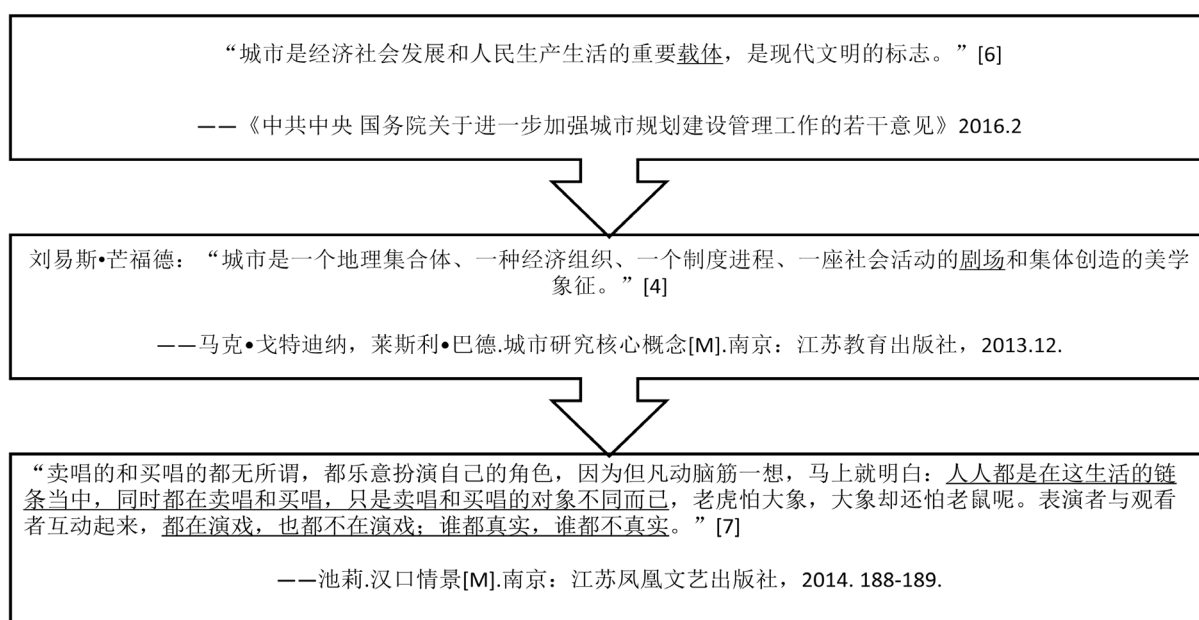 “城市是经济社会发展和人民生产生活的重要载体，是现代文明的标志。” [6]
——《中共中央 国务院关于进一步加强城市规划建设管理工作的若干意见》2016.2
刘易斯•芒福德：“城市是一个地理集合体、一种经济组织、一个制度进程、一座社会活动的剧场和集体创造的美学
象征。” [4]
——马克•戈特迪纳，莱斯利•巴德.城市研究核心概念[M].南京：江苏教育出版社，2013.12.
“卖唱的和买唱的都无所谓，都乐意扮演自己的角色，因为但凡动脑筋一想，马上就明白：人人都是在这生活的链
条当中，同时都在卖唱和买唱，只是卖唱和买唱的对象不同而已，老虎怕大象，大象却还怕老鼠呢。表演者与观看
者互动起来，都在演戏，也都不在演戏；谁都真实，谁都不真实。” [7]
——池莉.汉口情景[M].南京：江苏凤凰文艺出版社，2014. 188-189.